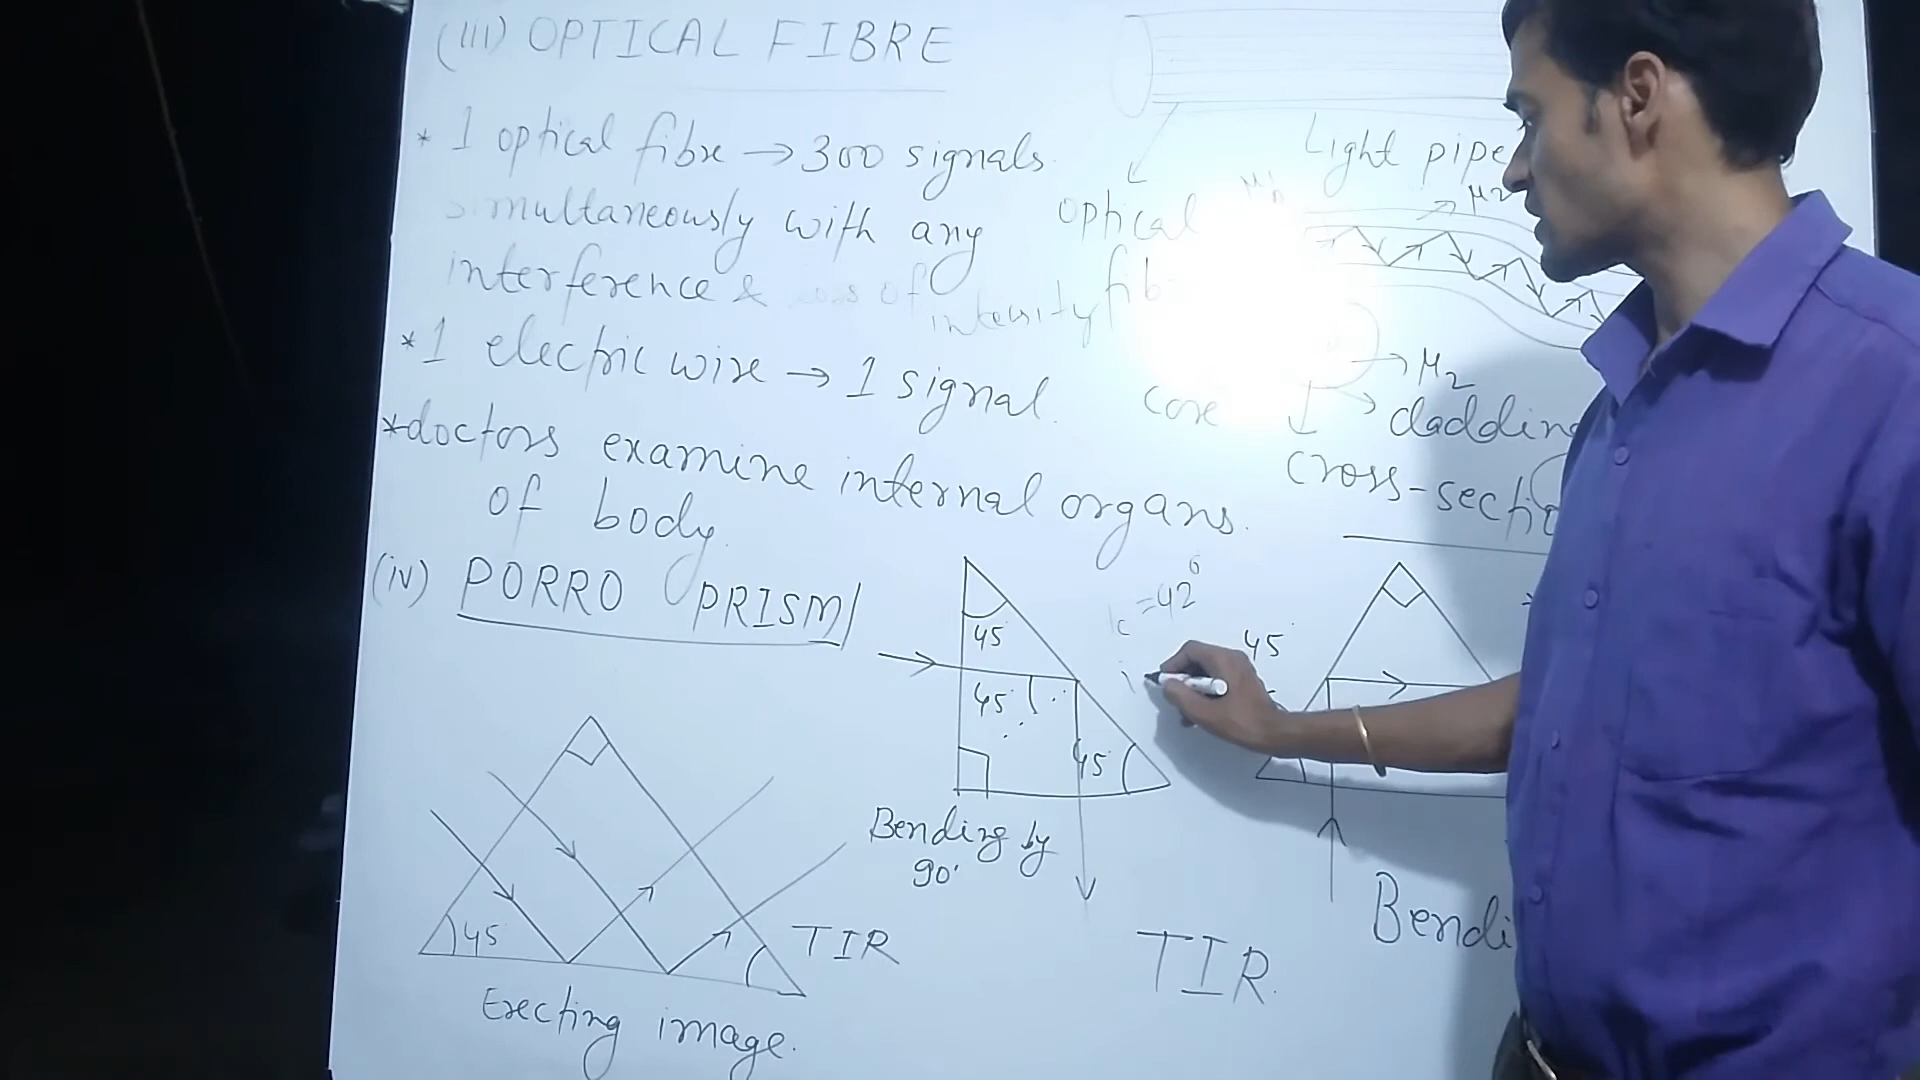 (iii) OPTICAL FIBRE
* 1 optical fibre → 300 signals
simultaneously with any
interference & loss of intensity
* 1 electric wire → 1 signal.
* doctors examine internal organs.
of body
Light pipe
μ2
optical
→ μ2
core
cladding
cross-sectio
(iv) PORRO PRISM
45
45°
45°
Bending by
90°
ic = 42°
i
TIR.
45°
Bendi
45
TIR
Erecting image.